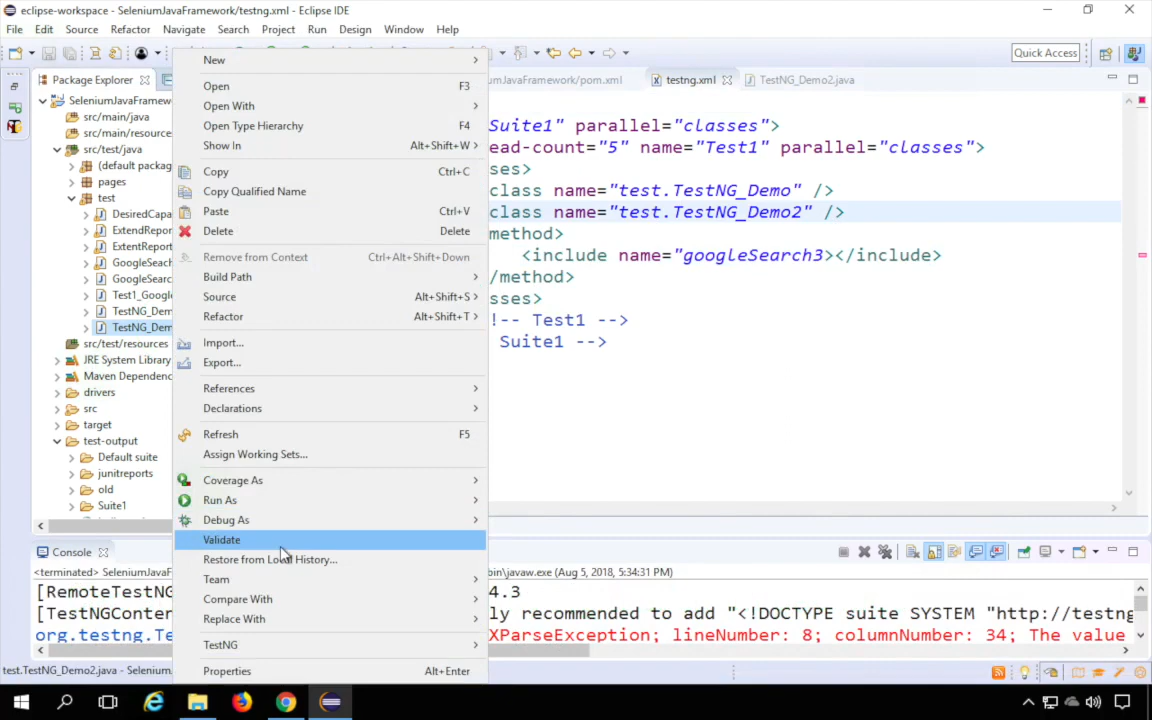 eclipse-workspace - SeleniumJavaFramework/testng.xml - Eclipse IDE
File Edit Source Refactor Navigate Search Project Run Design Window Help
Quick Access
Package Explorer
SeleniumJavaFramew
src/main/java
src/main/resource
src/test/java
(default packag
pages
test
DesiredCapa
ExtendRepor
ExtentReport
GoogleSearc
GoogleSearc
Test1_Googl
TestNG_Dem
TestNG_Dem
src/test/resources
JRE System Library
Maven Dependenc
drivers
src
target
test-output
Default suite
junitreports
old
Suite1
New
Open F3
Open With
Open Type Hierarchy F4
Show In Alt+Shift+W
Copy Ctrl+C
Copy Qualified Name
Paste Ctrl+V
Delete Delete
Remove from Context Ctrl+Alt+Shift+Down
Build Path
Source Alt+Shift+S
Refactor Alt+Shift+T
Import...
Export...
References
Declarations
Refresh F5
Assign Working Sets...
Coverage As
Run As
Debug As
Validate
Restore from Local History...
Team
Compare With
Replace With
TestNG
Properties Alt+Enter
umJavaFramework/pom.xml testng.xml TestNG_Demo2.java
Suite1" parallel="classes">
ead-count="5" name="Test1" parallel="classes">
ses>
class name="test.TestNG_Demo" />
class name="test.TestNG_Demo2" />
method>
<include name="googleSearch3></include>
/method>
sses>
!-- Test1 -->
Suite1 -->
Console
<terminated> SeleniumJavaF
bin\javaw.exe (Aug 5, 2018, 5:34:31 PM)
[RemoteTestNG
4.3
[TestNGConten
ly recommended to add "<!DOCTYPE suite SYSTEM "http://testng
org.testng.Te
XParseException; lineNumber: 8; columnNumber: 34; The value
test.TestNG_Demo2.java - Selenium